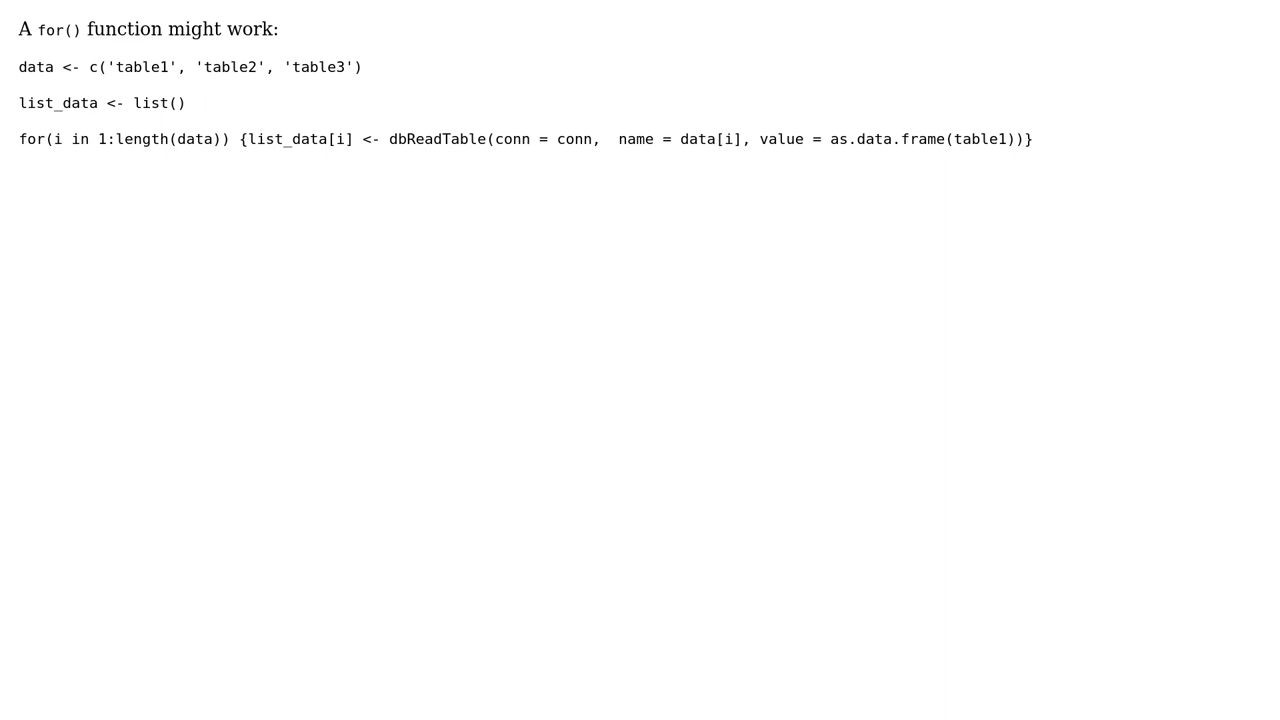 A for() function might work:
data <- c('table1', 'table2', 'table3')
list_data <- list()
for(i in 1:length(data)) {list_data[i] <- dbReadTable(conn = conn,  name = data[i], value = as.data.frame(table1))}